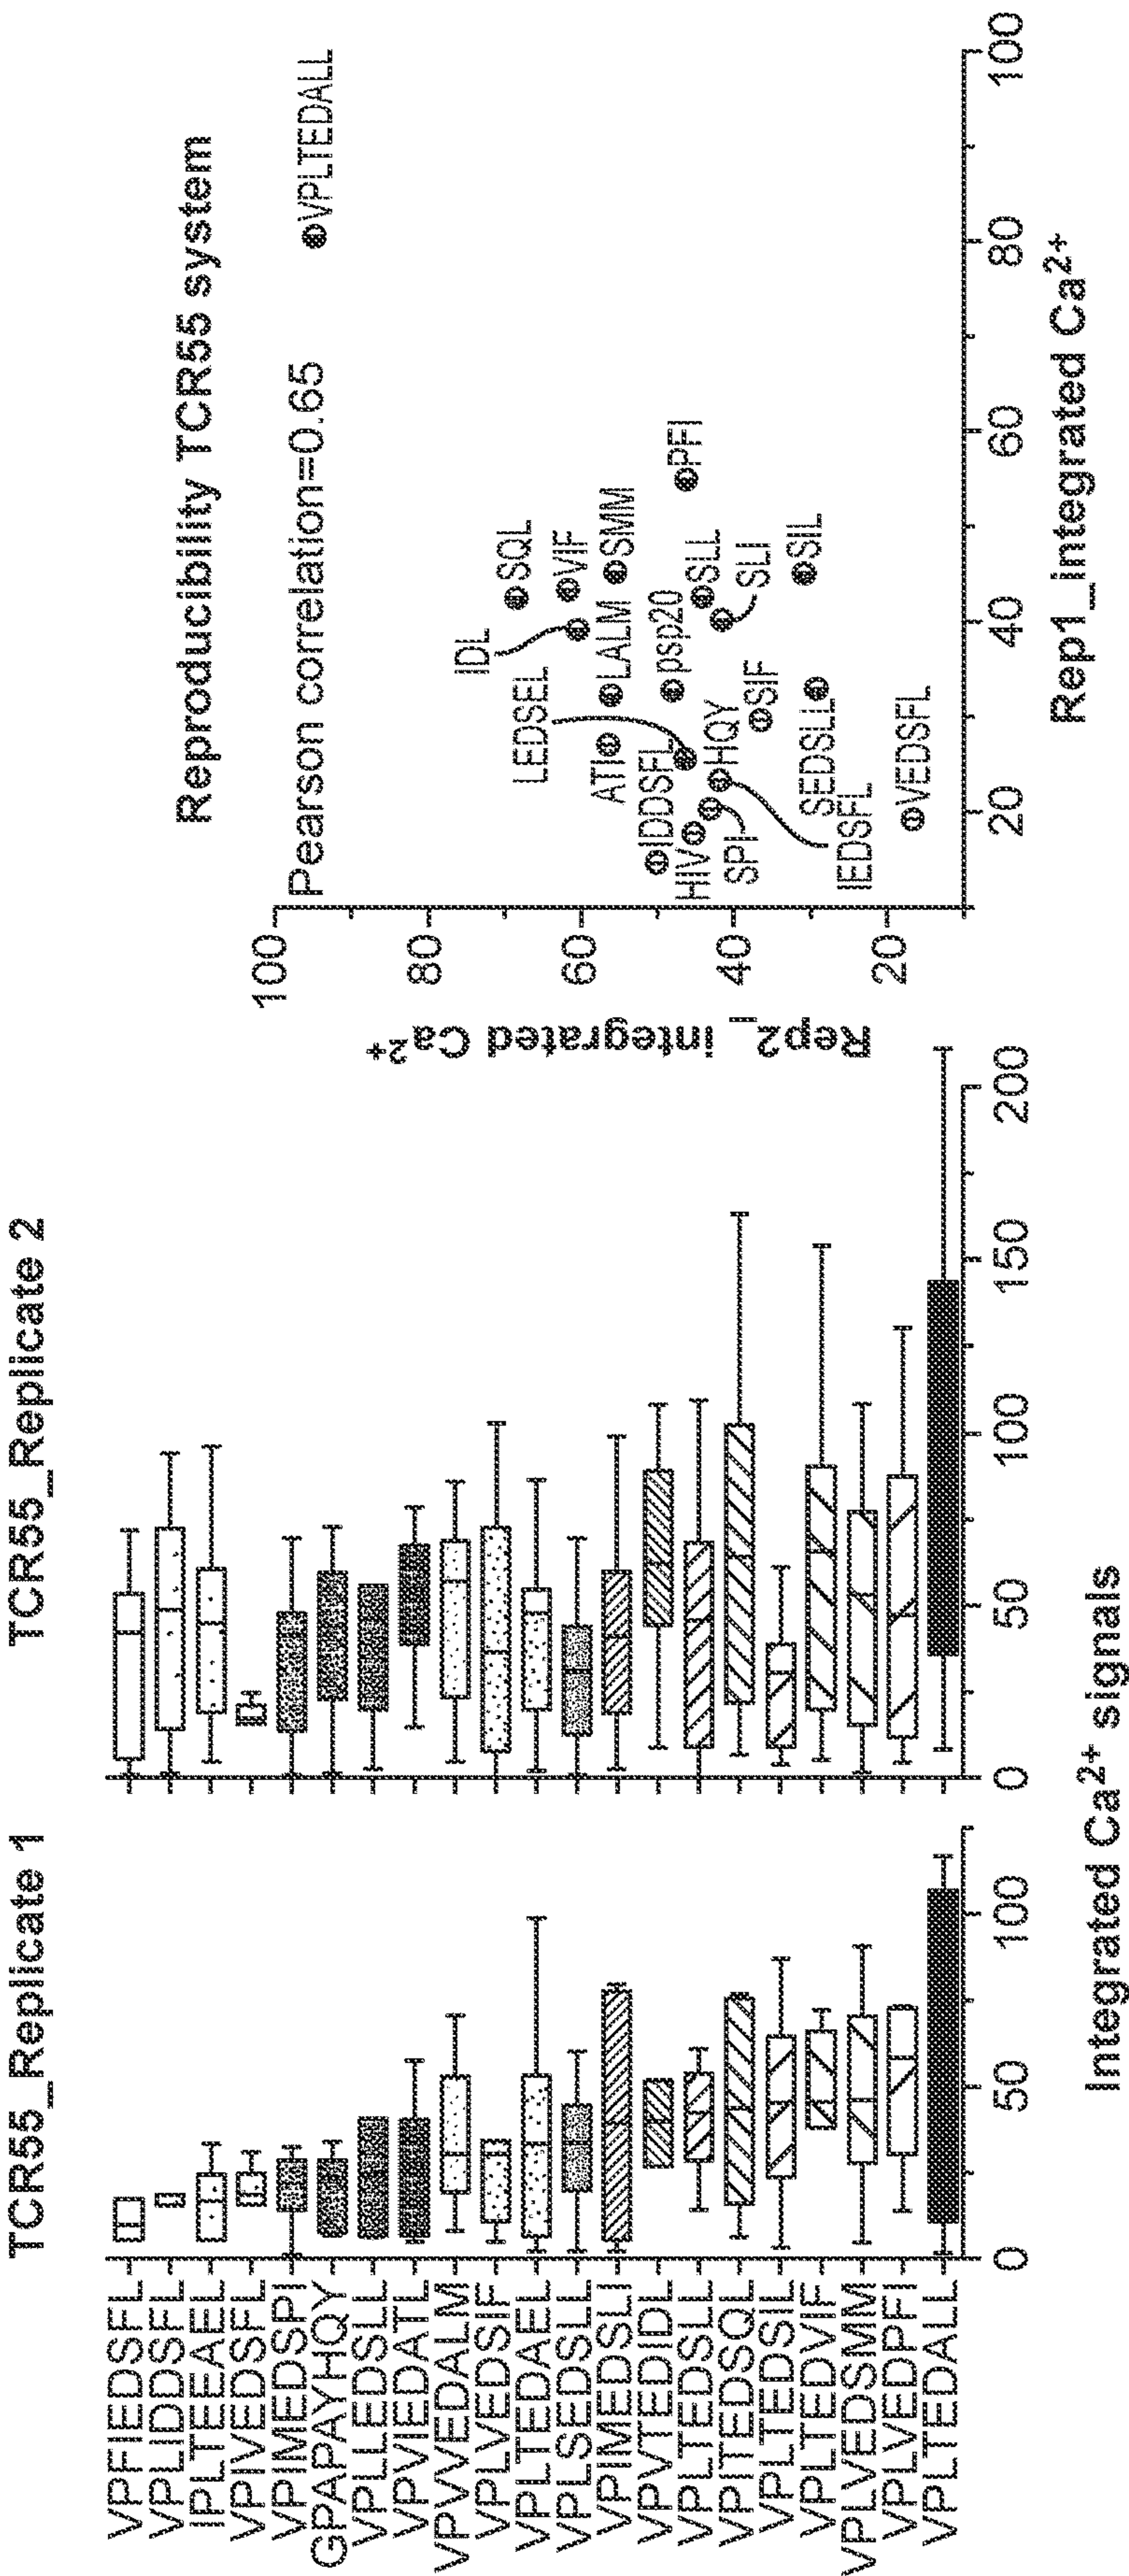 TCR55_Replicate 1
TCR55_Replicate 2
VPFIEDSFL
VPLIDDSFL
IPLTEEAEL
VPIVEDSFL
VPIMEDSPI
GPAPAYHQY
VPLLEDSLL
VPVIEDATL
VPVVEDALM
VPLVEDSIF
VPLTEDAEL
VPLSEDSLL
VPIMEDSLI
VPVTEDIDL
VPLTEDSLL
VPITEDSQL
VPLTEDSIL
VPLTEDVIF
VPLVEDSMM
VPLVEDPFI
VPLTEDALL
0
50
100
0
50
100
150
200
Integrated Ca2+ signals
Reproducibility TCR55 system
Pearson correlation=0.65
VPLTEDALL
SQL
VIF
IDL
SMM
LALM
PFI
LEDSEL
psp20
SLL
SLI
SIL
ATI
IDDSFL
HQY
SIF
HIV
SPI
SEDSLL
IEDSFL
VEDSFL
100
80
60
40
20
Rep2_integrated Ca2+
20
40
60
80
100
Rep1_integrated Ca2+